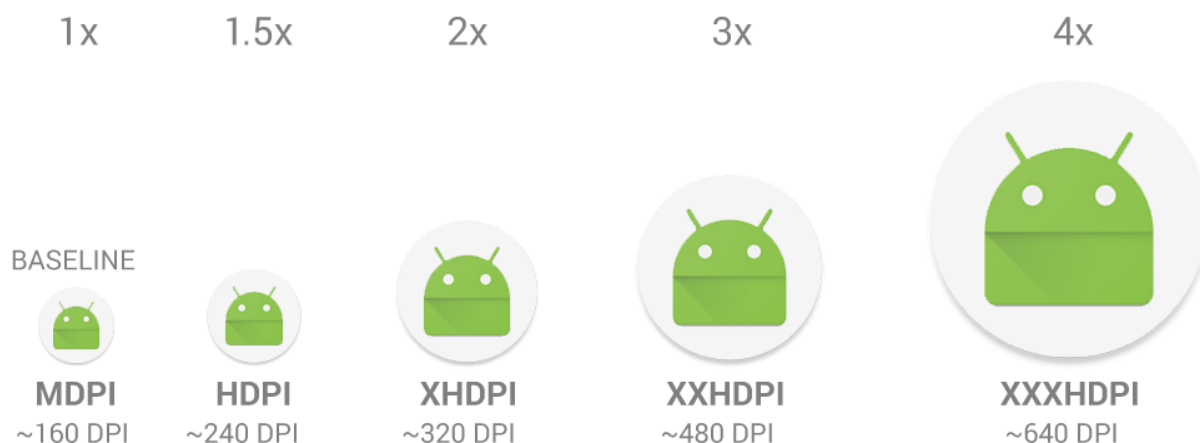 1x 1.5x 2x 3x 4x
BASELINE
MDPI HDPI XHDPI XXHDPI XXXHDPI
~160 DPI ~240 DPI ~320 DPI ~480 DPI ~640 DPI